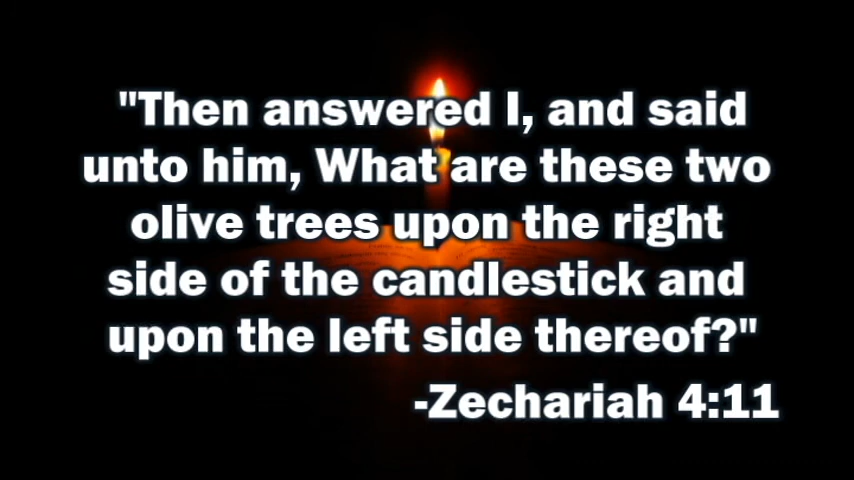 "Then answered I, and said
unto him, What are these two
olive trees upon the right
side of the candlestick and
upon the left side thereof?"
-Zechariah 4:11